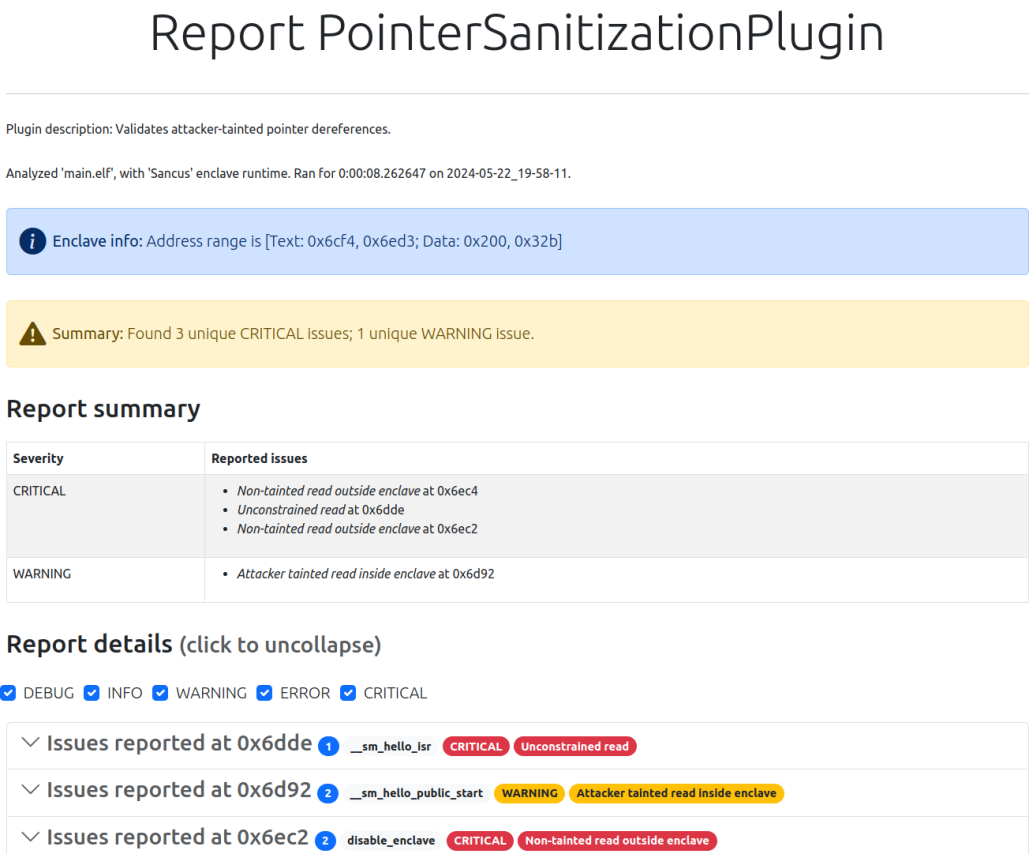 Report PointerSanitizationPlugin
Plugin description: Validates attacker-tainted pointer dereferences.
Analyzed 'main.elf', with 'Sancus' enclave runtime. Ran for 0:00:08.262647 on 2024-05-22_19-58-11.
Enclave info: Address range is [Text: 0x6cf4, 0x6ed3; Data: 0x200, 0x32b]
Summary: Found 3 unique CRITICAL issues; 1 unique WARNING issue.
Report summary
Severity Reported issues
CRITICAL • Non-tainted read outside enclave at 0x6ec4
• Unconstrained read at 0x6dde
• Non-tainted read outside enclave at 0x6ec2
WARNING • Attacker tainted read inside enclave at 0x6d92
Report details (click to uncollapse)
DEBUG INFO WARNING ERROR CRITICAL
Issues reported at 0x6dde 1 __sm_hello_isr CRITICAL Unconstrained read
Issues reported at 0x6d92 2 __sm_hello_public_start WARNING Attacker tainted read inside enclave
Issues reported at 0x6ec2 2 disable_enclave CRITICAL Non-tainted read outside enclave